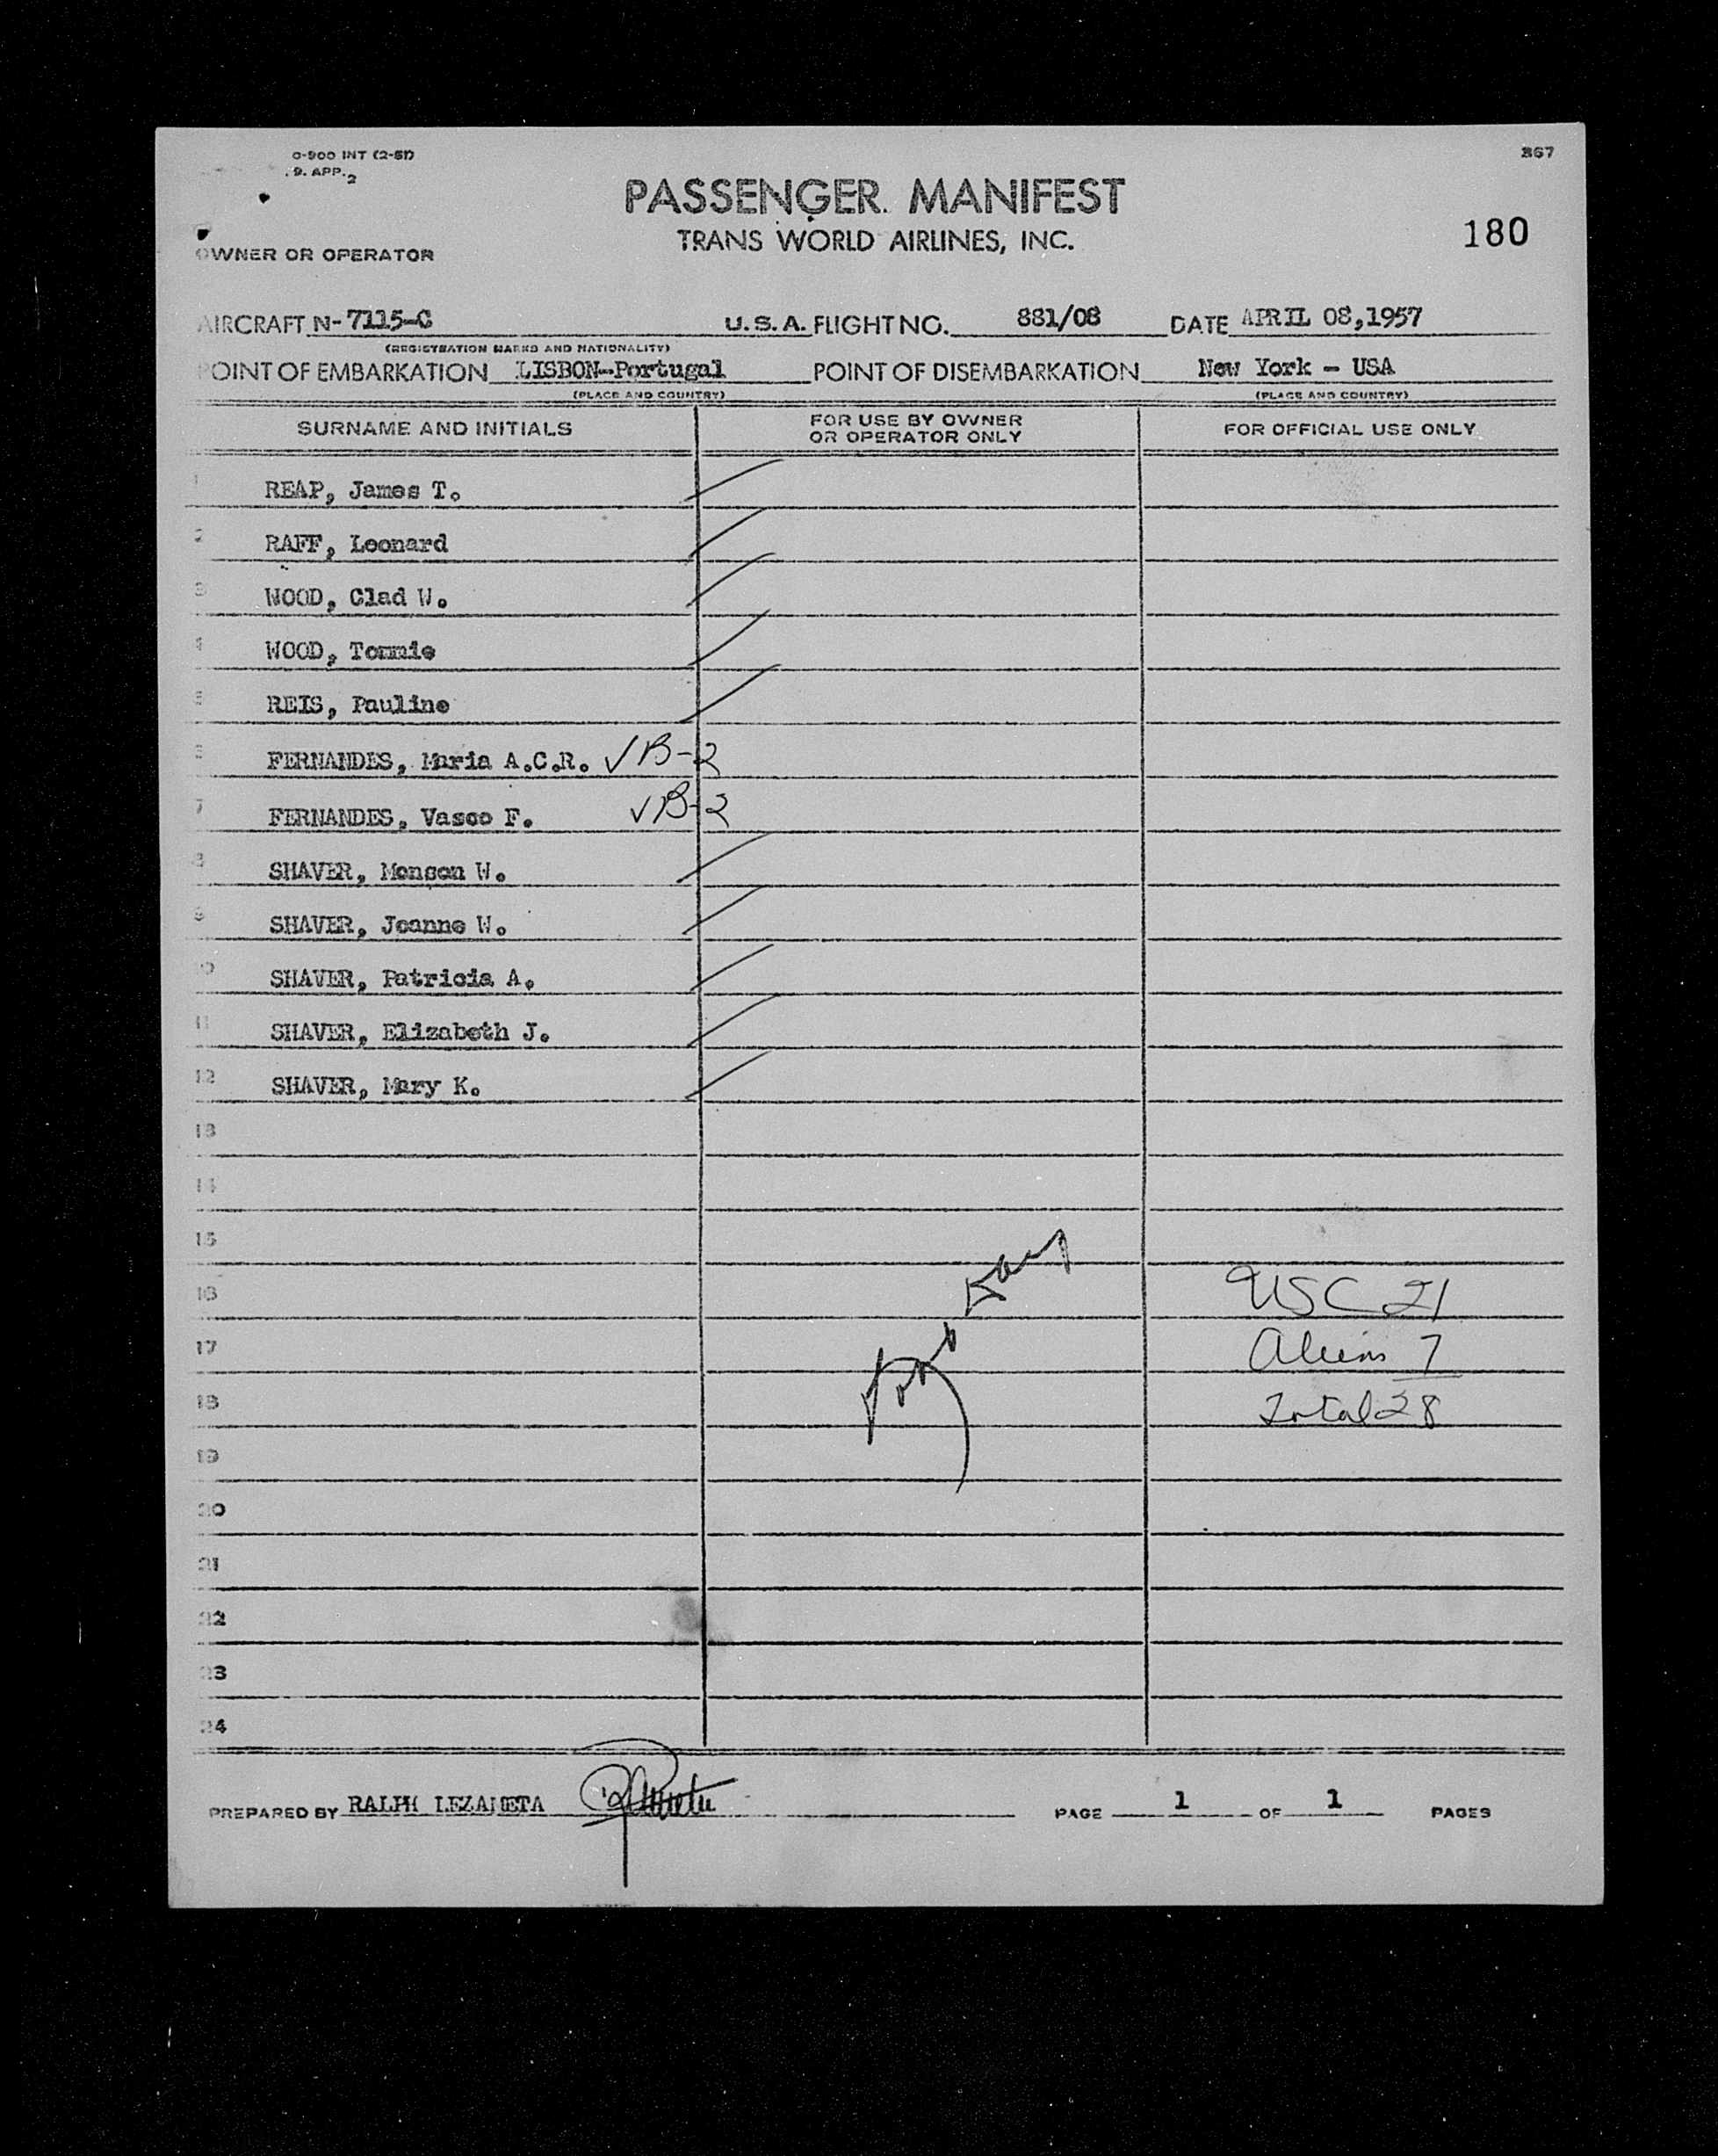 O-900 INT (2-51) 867
9. APP. 2
PASSENGER MANIFEST
TRANS WORLD AIRLINES, INC. 180
OWNER OR OPERATOR
AIRCRAFT N-7115-C U.S.A. FLIGHT NO. 881/08 DATE APRIL 08,1957
(REGISTRATION MARKS AND NATIONALITY)
POINT OF EMBARKATION LISBON-Portugal POINT OF DISEMBARKATION New York - USA
(PLACE AND COUNTRY) (PLACE AND COUNTRY)
SURNAME AND INITIALS FOR USE BY OWNER OR OPERATOR ONLY FOR OFFICIAL USE ONLY
1 REAP, James T.
2 RAFF, Leonard
3 WOOD, Clad W.
4 WOOD, Tommie
5 REIS, Pauline
6 FERNANDES, Maria A.C.R. ✓ B-2
7 FERNANDES, Vasco F. ✓ B-2
8 SHAVER, Monson W.
9 SHAVER, Joanne W.
10 SHAVER, Patricia A.
11 SHAVER, Elizabeth J.
12 SHAVER, Mary K.
13
14
15
16 USC 21
17 Aliens 7
18 Total 28
19
20
21
22
23
24
PREPARED BY RALPH LEZAMETA PAGE 1 OF 1 PAGES